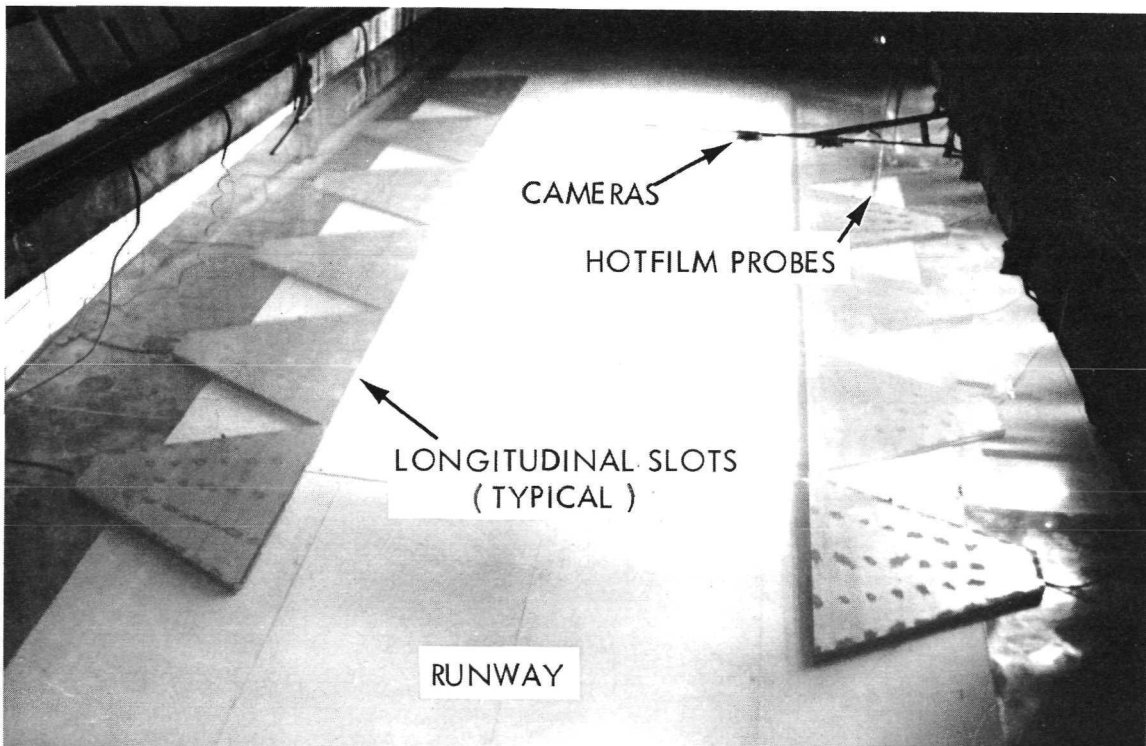 CAMERAS
HOTFILM PROBES
LONGITUDINAL SLOTS
( TYPICAL )
RUNWAY